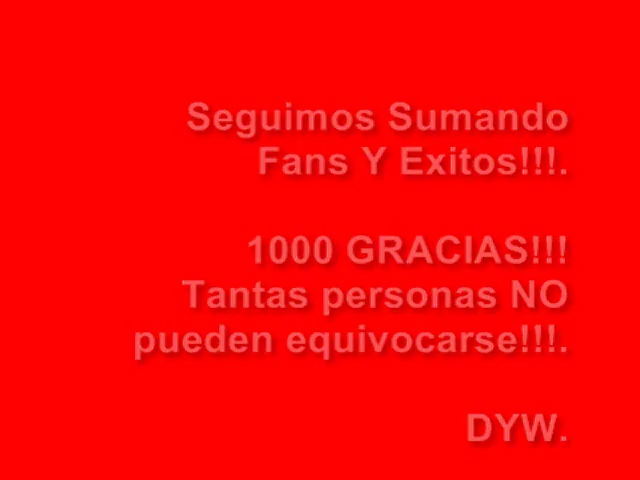 Seguimos Sumando
Fans Y Exitos!!!.
1000 GRACIAS!!!
Tantas personas NO
pueden equivocarse!!!.
DYW.